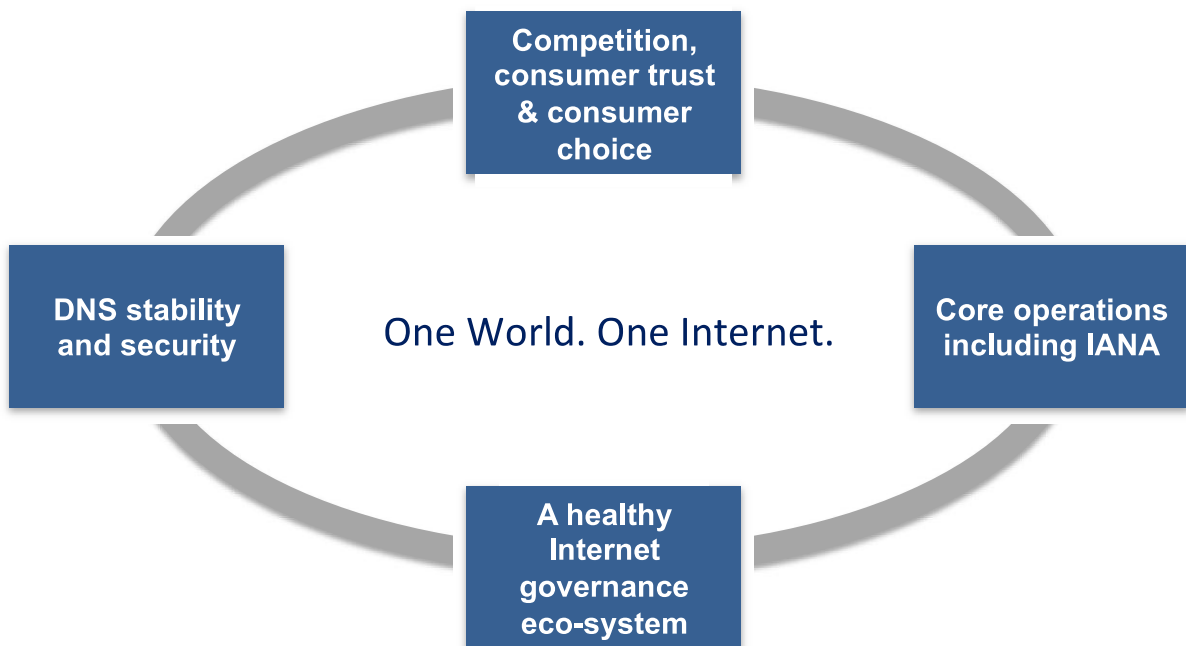 Competition,
consumer trust
& consumer
choice
DNS stability
and security
One World. One Internet.
Core operations
including IANA
A healthy
Internet
governance
eco-system